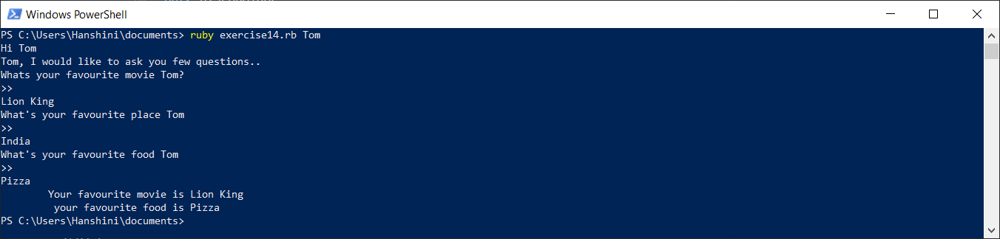 Windows PowerShell
PS C:\Users\Hanshini\documents> ruby exercise14.rb Tom
Hi Tom
Tom, I would like to ask you few questions..
Whats your favourite movie Tom?
>>
Lion King
What's your favourite place Tom
>>
India
What's your favourite food Tom
>>
Pizza
Your favourite movie is Lion King
your favourite food is Pizza
PS C:\Users\Hanshini\documents>